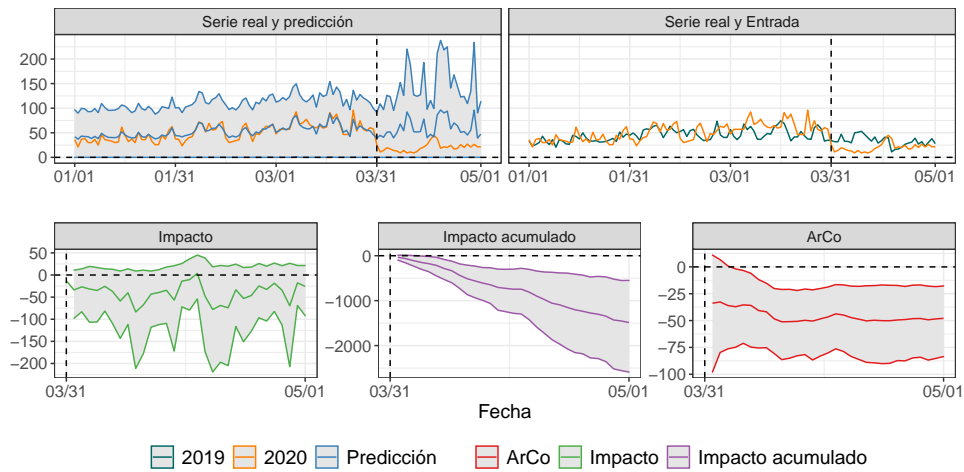 Serie real y predicción
Serie real y Entrada
200
150
100
50
0
01/01 01/31 03/01 03/31 05/01
01/01 01/31 03/01 03/31 05/01
Impacto
Impacto acumulado
ArCo
50
0
−50
−100
−150
−200
03/31 05/01
0
−1000
−2000
03/31 05/01
0
−25
−50
−75
−100
03/31 05/01
Fecha
2019 2020 Predicción ArCo Impacto Impacto acumulado